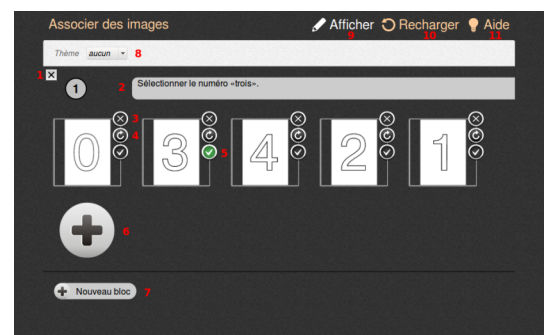 Associer des images Afficher Recharger Aide
9 10 11
Thème aucun 8
1
1 2 Sélectionner le numéro «trois».
3
0 3 4 2 1
4
5
6
Nouveau bloc 7